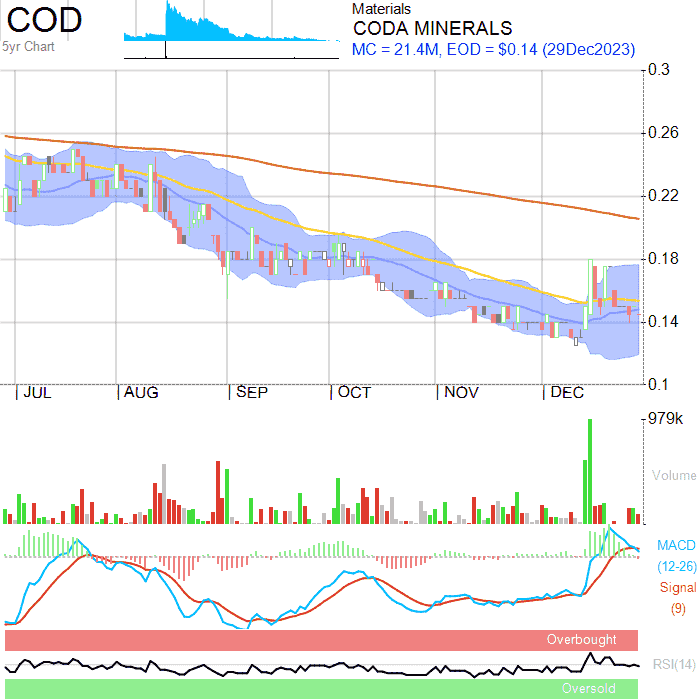 COD
5yr Chart
Materials
CODA MINERALS
MC = 21.4M, EOD = $0.14 (29Dec2023)
0.3
0.26
0.22
0.18
0.14
0.1
JUL AUG SEP OCT NOV DEC
979k
Volume
MACD
(12-26)
Signal
(9)
Overbought
RSI(14)
Oversold